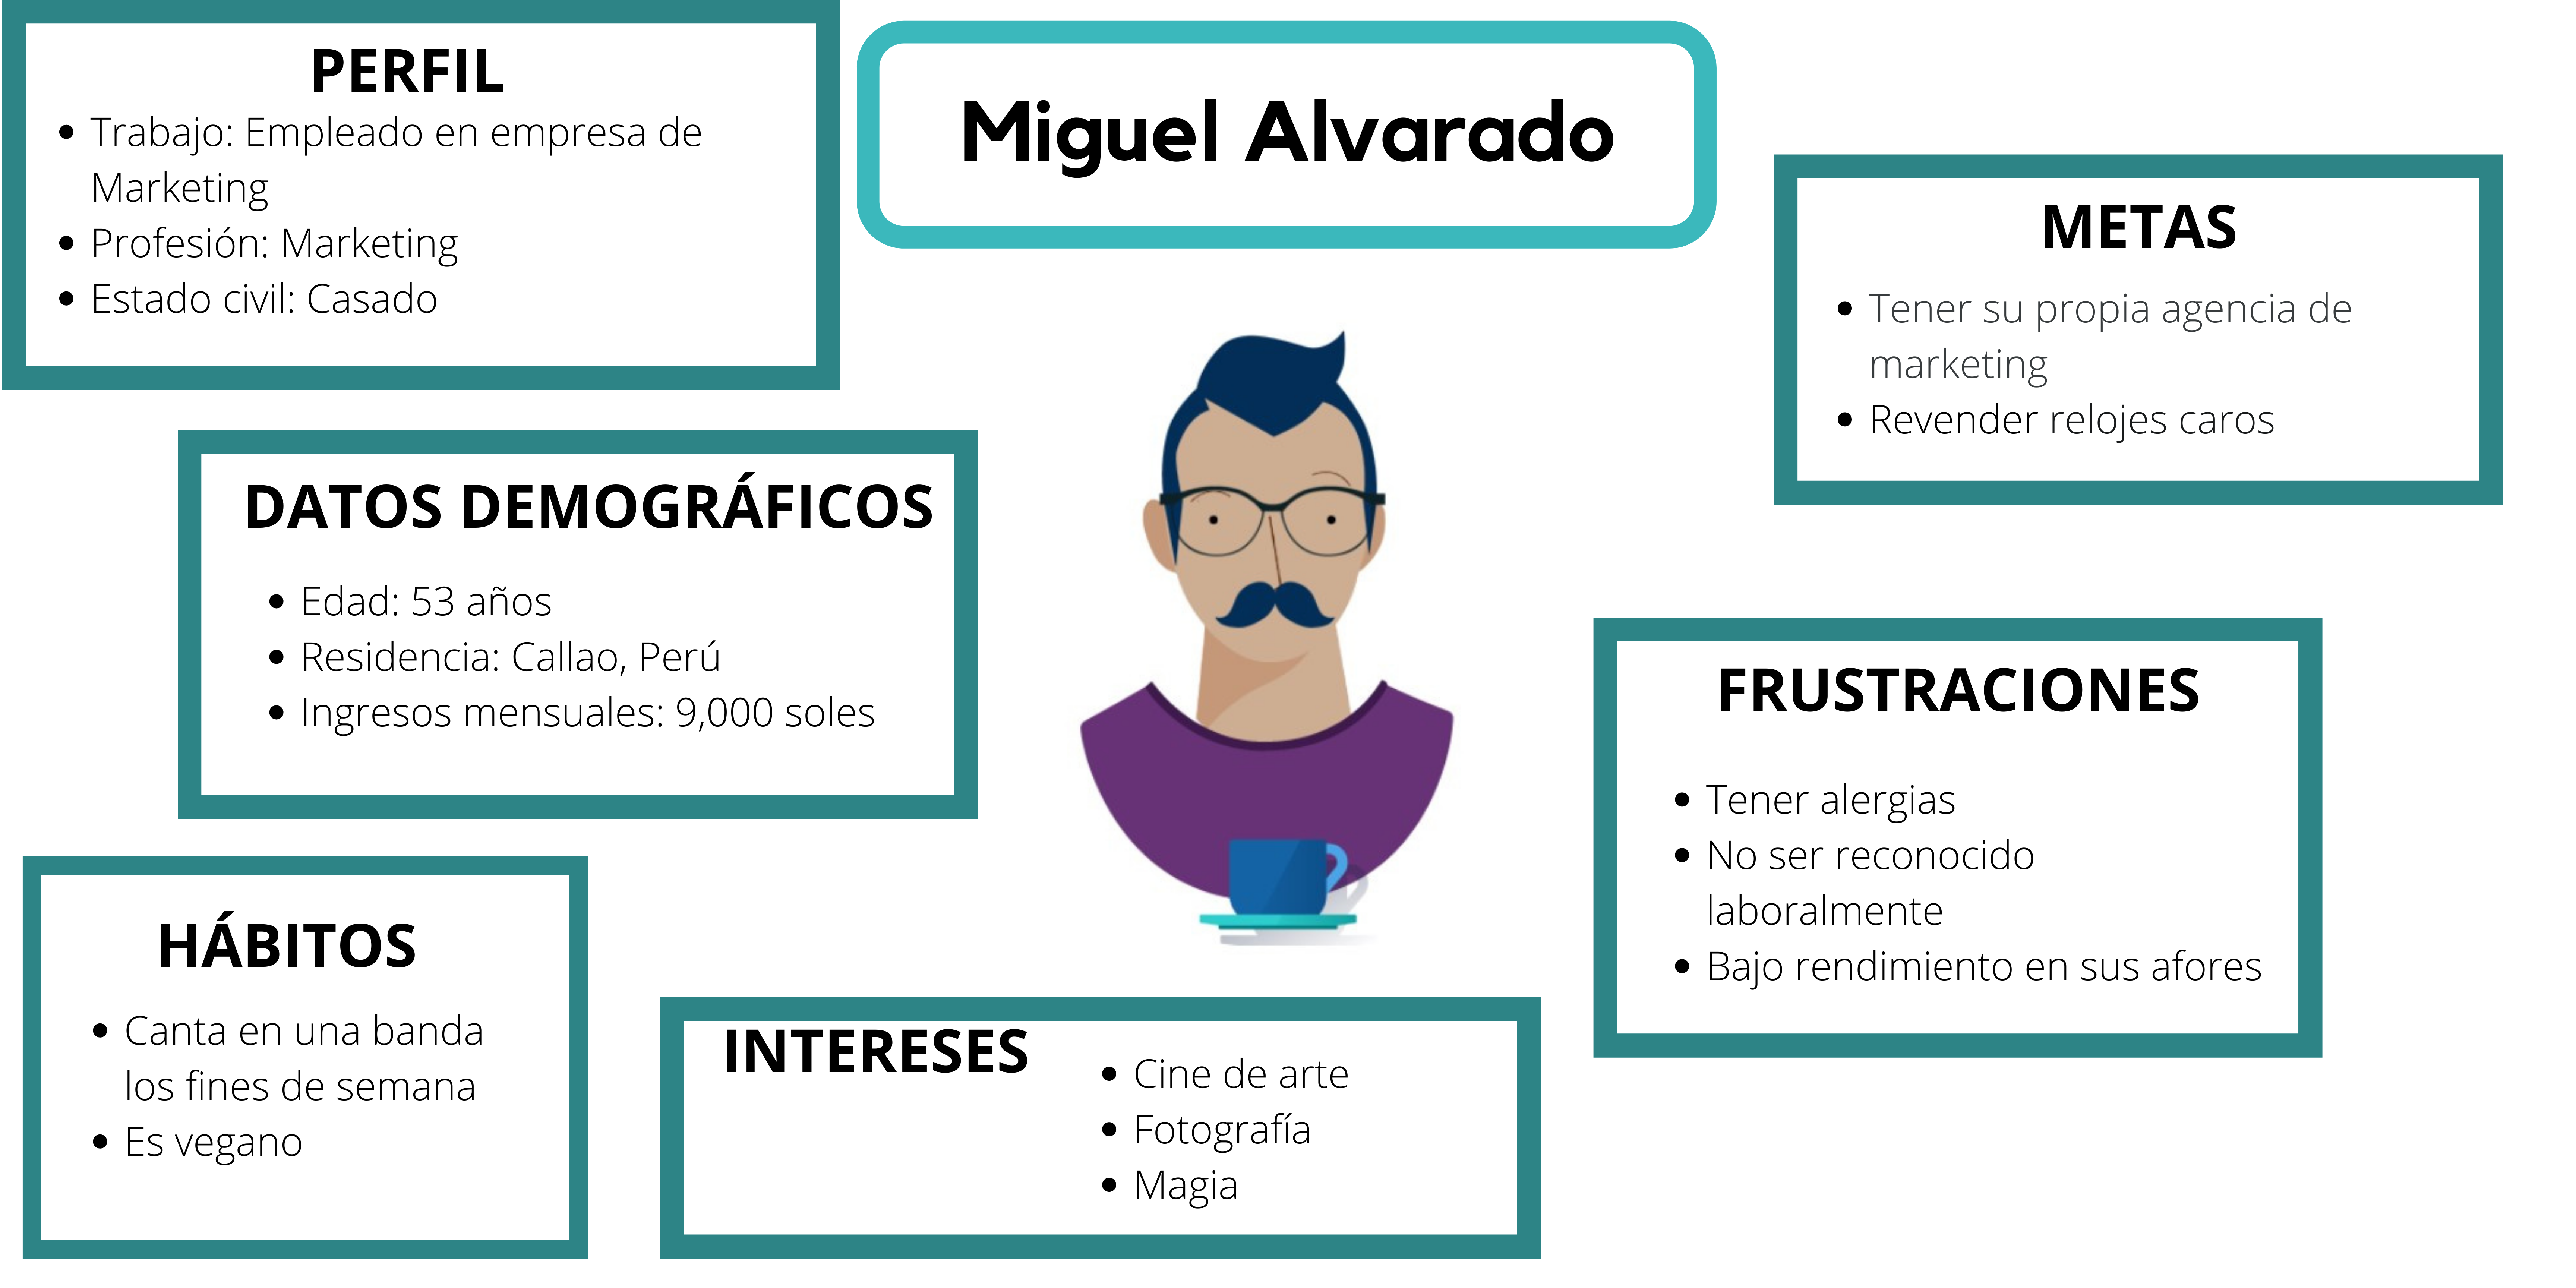 PERFIL
• Trabajo: Empleado en empresa de
Marketing
• Profesión: Marketing
• Estado civil: Casado
Miguel Alvarado
METAS
• Tener su propia agencia de
marketing
• Revender relojes caros
DATOS DEMOGRÁFICOS
• Edad: 53 años
• Residencia: Callao, Perú
• Ingresos mensuales: 9,000 soles
FRUSTRACIONES
• Tener alergias
• No ser reconocido
laboralmente
• Bajo rendimiento en sus afores
HÁBITOS
• Canta en una banda
los fines de semana
• Es vegano
INTERESES
• Cine de arte
• Fotografía
• Magia